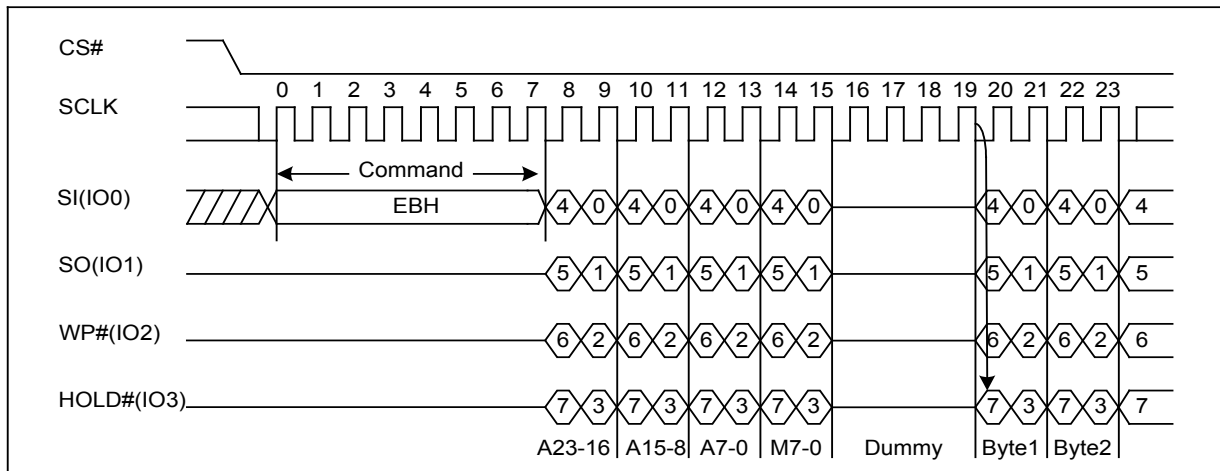 CS#
0 1 2 3 4 5 6 7 8 9 10 11 12 13 14 15 16 17 18 19 20 21 22 23
SCLK
Command
SI(IO0) EBH 4 0 4 0 4 0 4 0 4 0 4 0 4
SO(IO1) 5 1 5 1 5 1 5 1 5 1 5 1 5
WP#(IO2) 6 2 6 2 6 2 6 2 6 2 6 2 6
HOLD#(IO3) 7 3 7 3 7 3 7 3 7 3 7 3 7
A23-16 A15-8 A7-0 M7-0 Dummy Byte1 Byte2